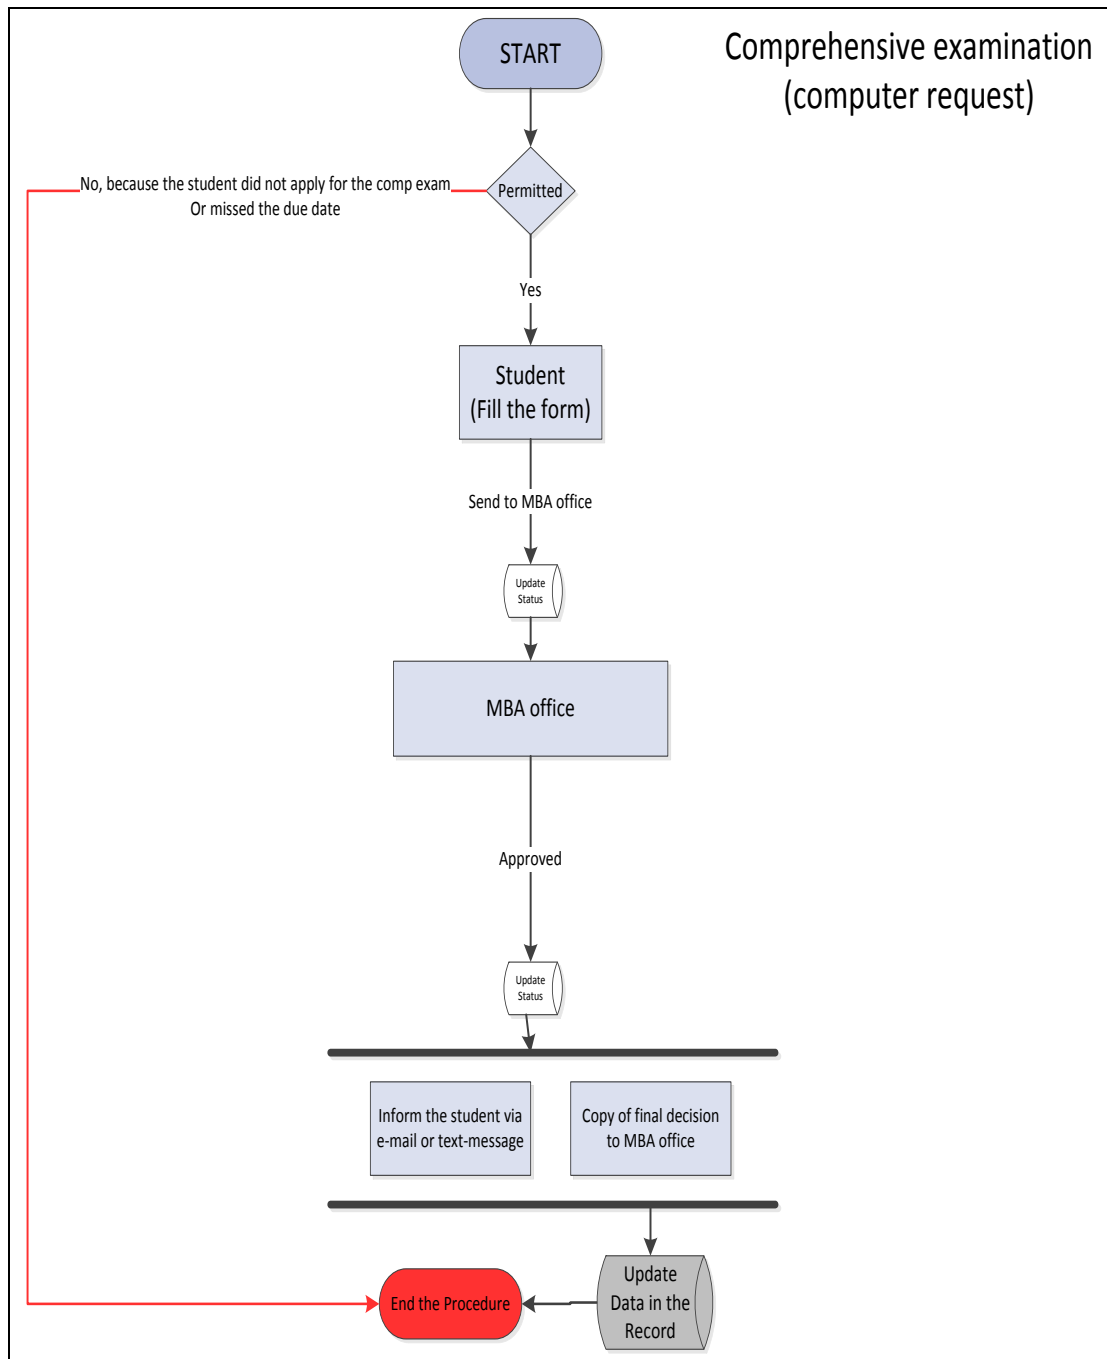 Comprehensive examination
(computer request)
START
Permitted
No, because the student did not apply for the comp exam
Or missed the due date
Yes
Student
(Fill the form)
Send to MBA office
Update
Status
MBA office
Approved
Update
Status
Inform the student via
e-mail or text-message
Copy of final decision
to MBA office
Update
Data in the
Record
End the Procedure